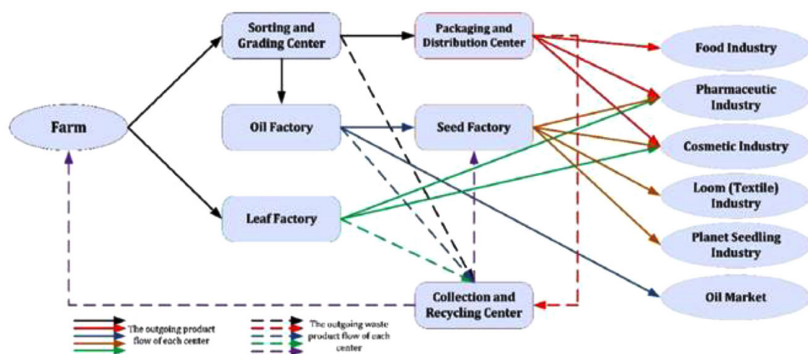 Sorting and
Grading Center
Packaging and
Distribution Center
Food Industry
Pharmaceutic
Industry
Farm
Oil Factory
Seed Factory
Cosmetic Industry
Loom (Textile)
Industry
Leaf Factory
Planet Seedling
Industry
Collection and
Recycling Center
Oil Market
The outgoing product
flow of each center
The outgoing waste
product flow of each
center